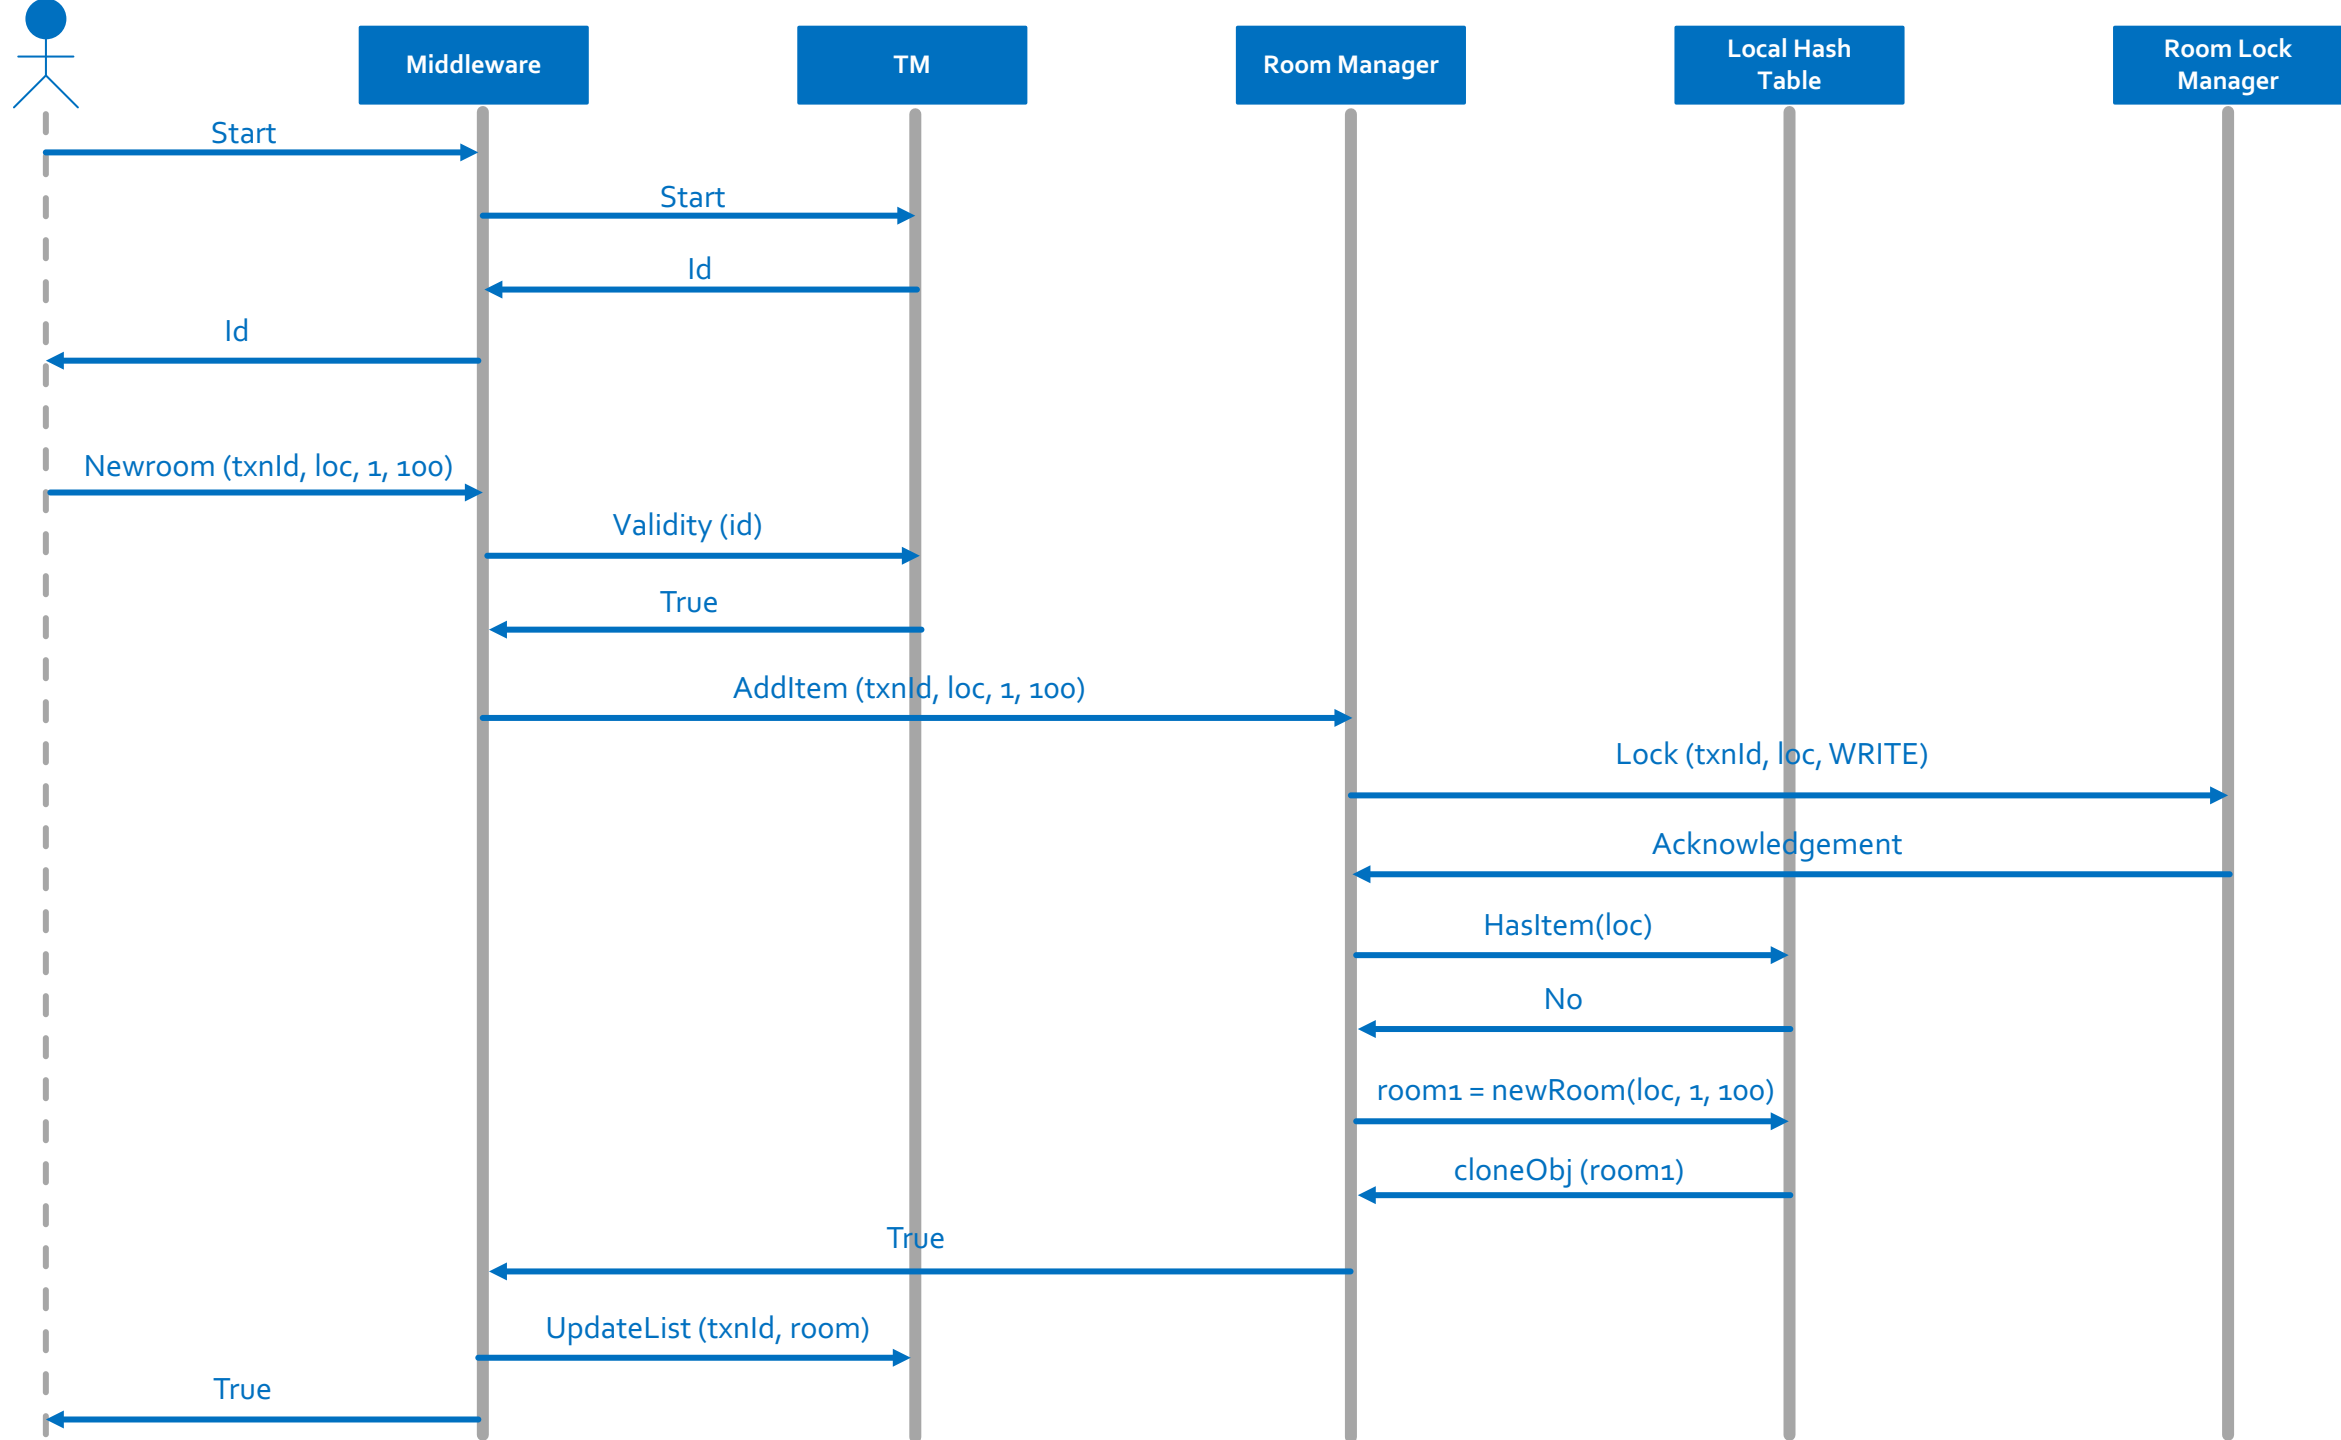 Middleware
TM
Room Manager
Local Hash
Table
Room Lock
Manager
Start
Start
Id
Id
Newroom (txnId, loc, 1, 100)
Validity (id)
True
AddItem (txnId, loc, 1, 100)
Lock (txnId, loc, WRITE)
Acknowledgement
HasItem(loc)
No
room1 = newRoom(loc, 1, 100)
cloneObj (room1)
True
UpdateList (txnId, room)
True